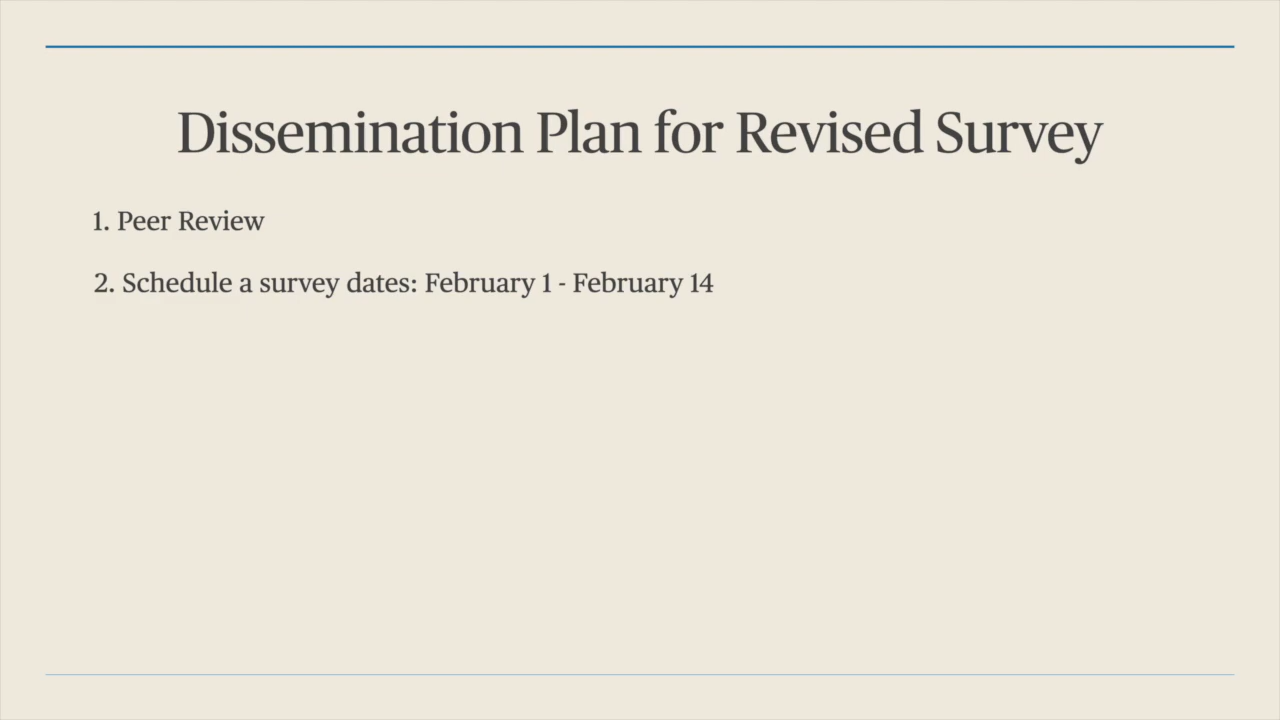 Dissemination Plan for Revised Survey
1. Peer Review
2. Schedule a survey dates: February 1 - February 14